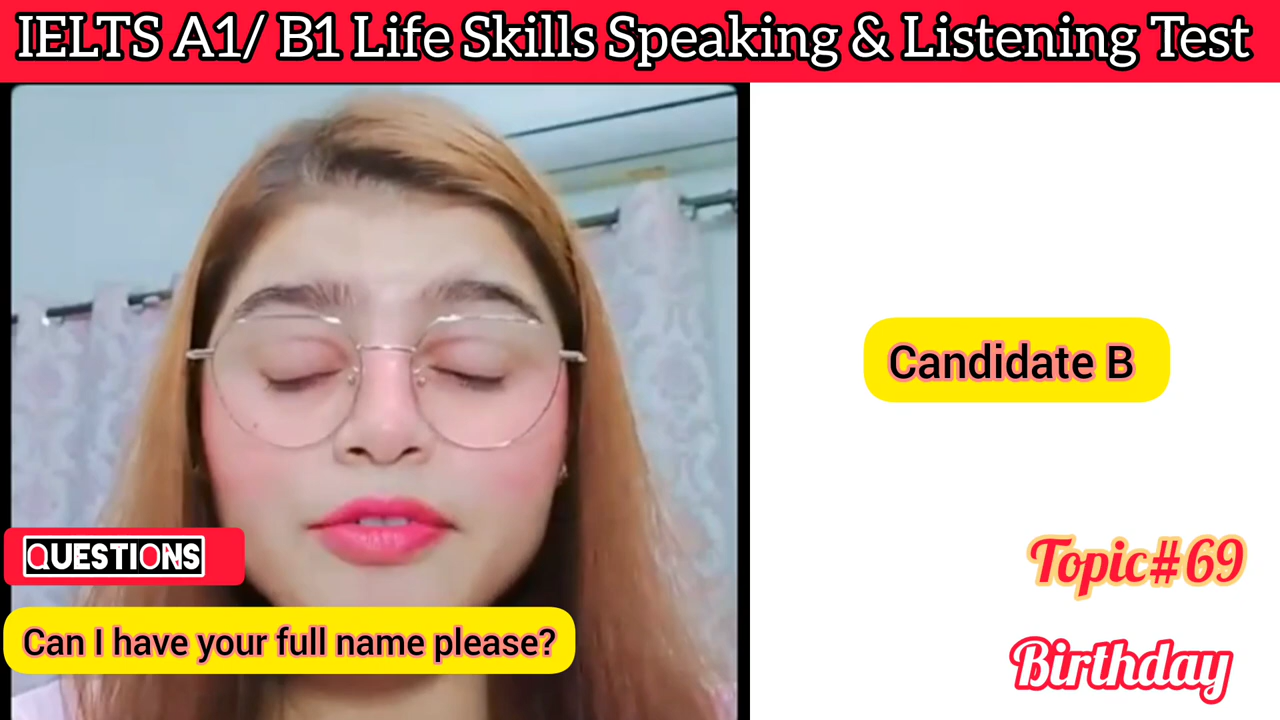 IELTS A1/ B1 Life Skills Speaking & Listening Test
Candidate B
QUESTIONS
Can I have your full name please?
Topic#69
Birthday